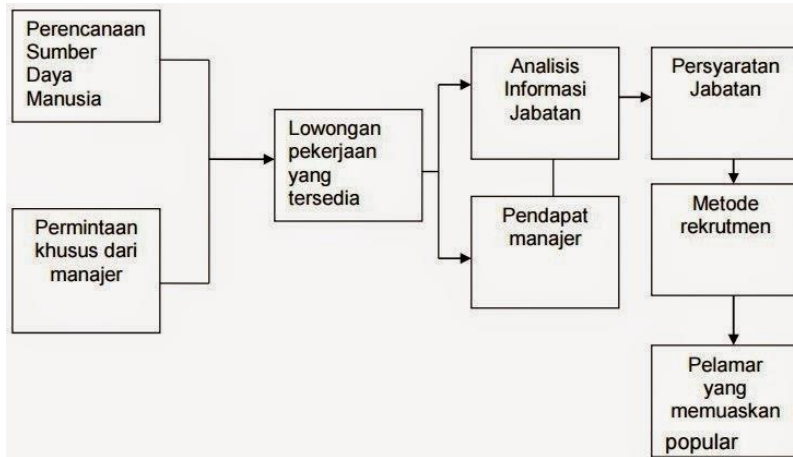 Perencanaan
Sumber
Daya
Manusia
Permintaan
khusus dari
manajer
Lowongan
pekerjaan
yang
tersedia
Analisis
Informasi
Jabatan
Pendapat
manajer
Persyaratan
Jabatan
Metode
rekrutmen
Pelamar
yang
memuaskan
popular